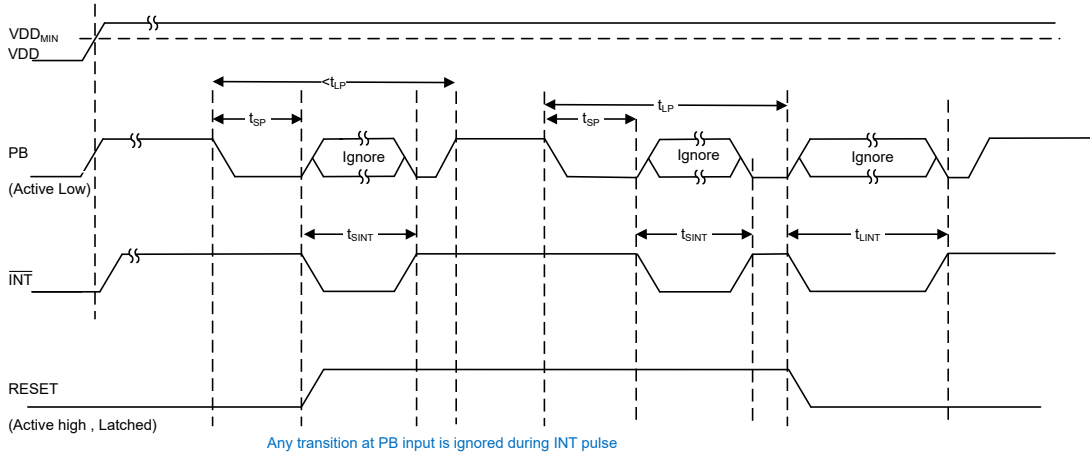 VDDMIN
VDD
<tLP
tLP
tSP
tSP
PB
(Active Low)
Ignore
Ignore
Ignore
tSINT
tSINT
tLINT
INT
RESET
(Active high , Latched)
Any transition at PB input is ignored during INT pulse